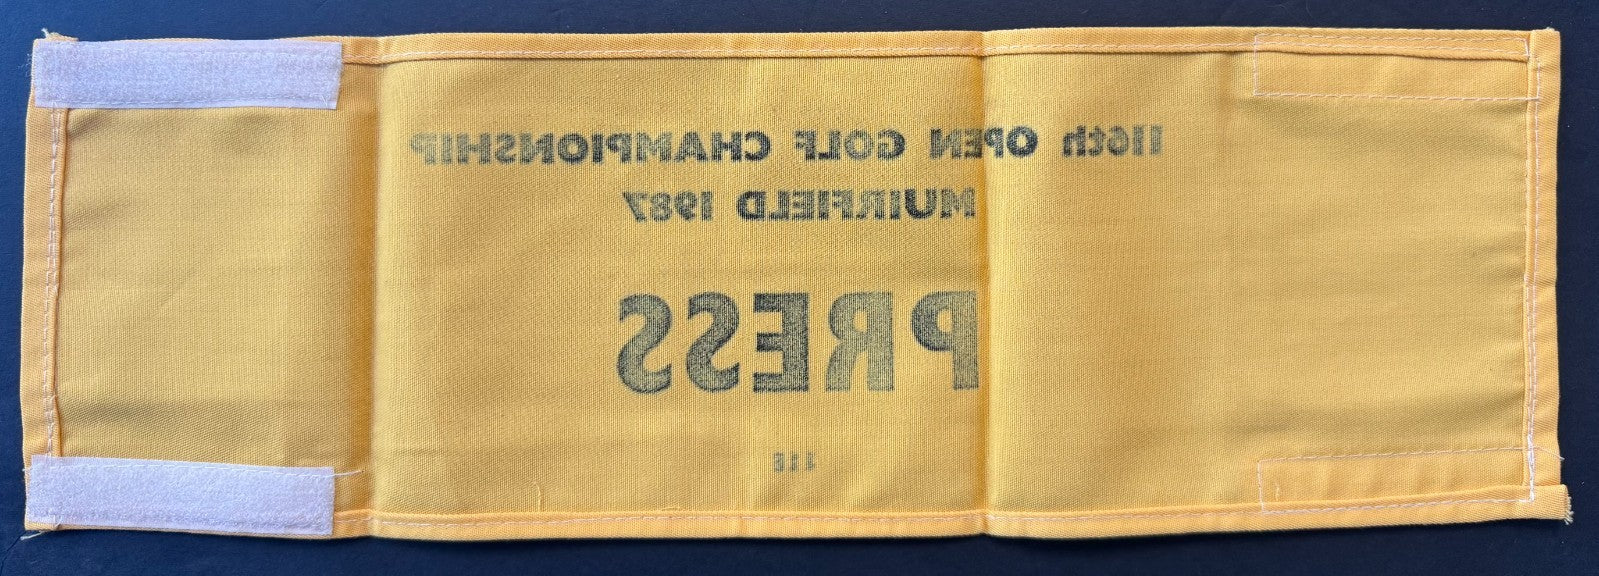 116th OPEN GOLF CHAMPIONSHIP
MUIRFIELD 1987
PRESS